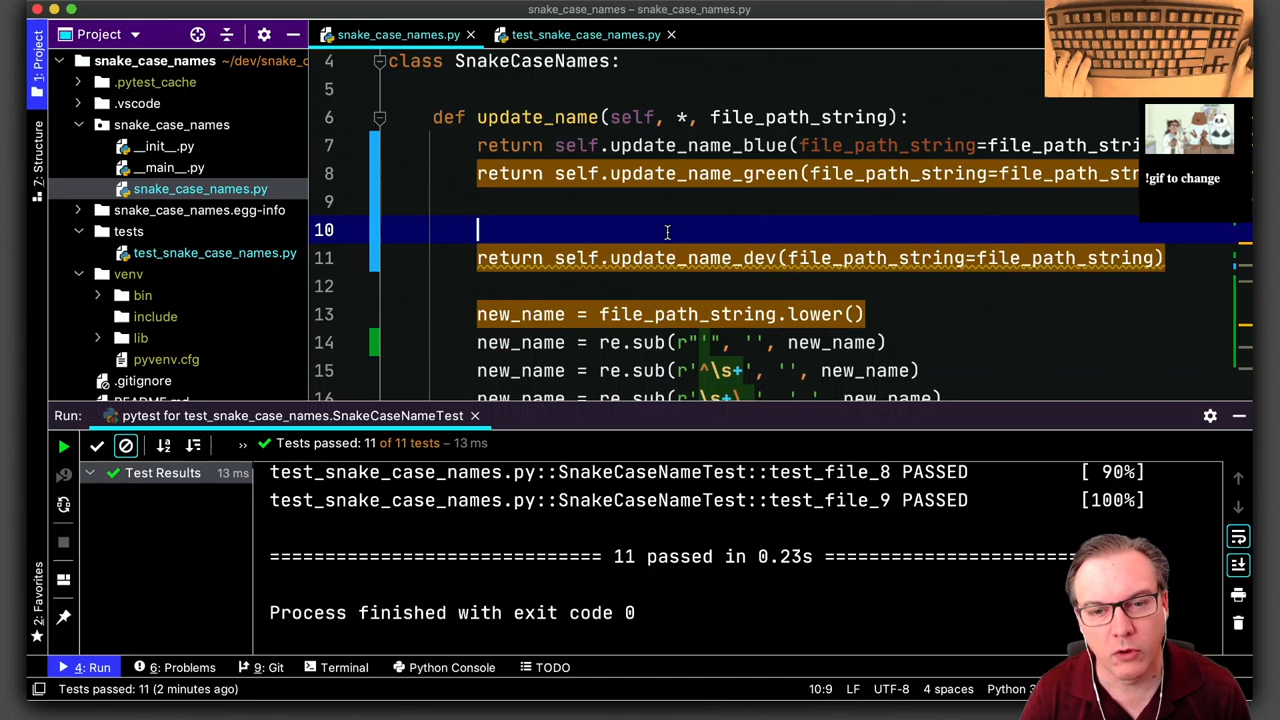 snake_case_names – snake_case_names.py
Project
snake_case_names.py
test_snake_case_names.py
1: Project
7: Structure
2: Favorites
snake_case_names ~/dev/snake_c
.pytest_cache
.vscode
snake_case_names
__init__.py
__main__.py
snake_case_names.py
snake_case_names.egg-info
tests
test_snake_case_names.py
venv
bin
include
lib
pyvenv.cfg
.gitignore
README.md
4 class SnakeCaseNames:
5
6 def update_name(self, *, file_path_string):
7 return self.update_name_blue(file_path_string=file_path_stri
8 return self.update_name_green(file_path_string=file_path_str
9
10
11 return self.update_name_dev(file_path_string=file_path_string)
12
13 new_name = file_path_string.lower()
14 new_name = re.sub(r"'", '', new_name)
15 new_name = re.sub(r'^\s+', '', new_name)
!gif to change
Run: pytest for test_snake_case_names.SnakeCaseNameTest
» Tests passed: 11 of 11 tests – 13 ms
Test Results 13 ms
test_snake_case_names.py::SnakeCaseNameTest::test_file_8 PASSED [ 90%]
test_snake_case_names.py::SnakeCaseNameTest::test_file_9 PASSED [100%]
============================ 11 passed in 0.23s ========================
Process finished with exit code 0
4: Run
6: Problems
9: Git
Terminal
Python Console
TODO
Tests passed: 11 (2 minutes ago)
10:9 LF UTF-8 4 spaces Python 3